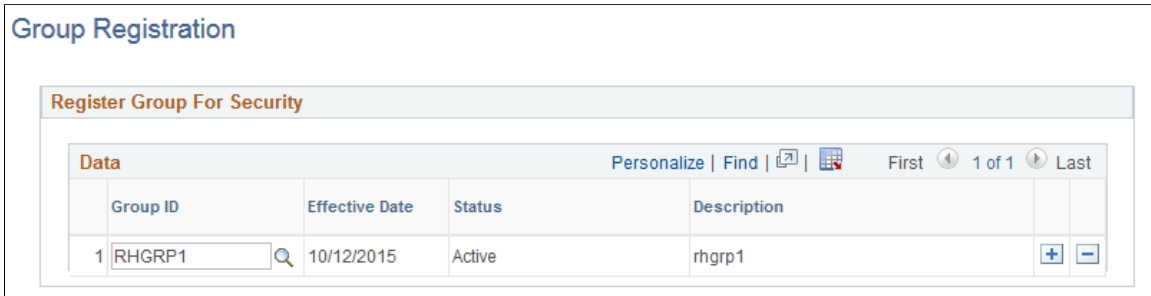 Group Registration
Register Group For Security
Data Personalize | Find | | First 1 of 1 Last
Group ID Effective Date Status Description
1 RHGRP1 10/12/2015 Active rhgrp1